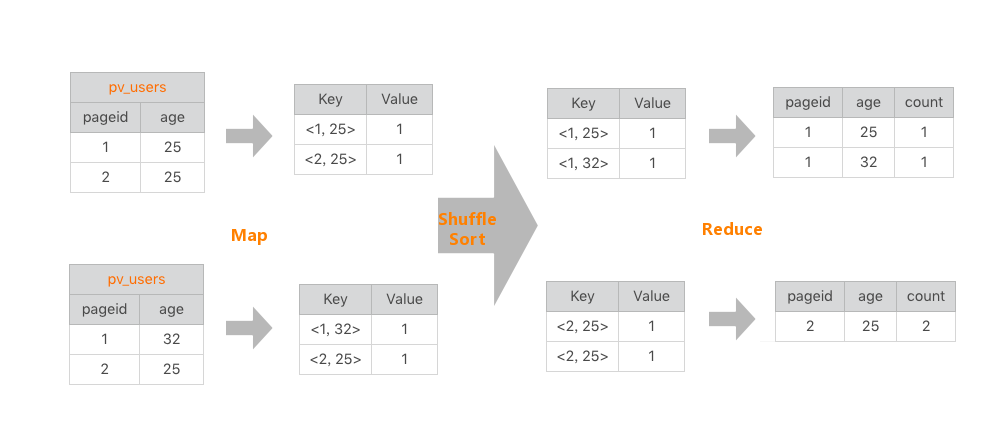 pv_users
pageid age
1 25
2 25
Key Value
<1, 25> 1
<2, 25> 1
Map
pv_users
pageid age
1 32
2 25
Key Value
<1, 32> 1
<2, 25> 1
Shuffle
Sort
Key Value
<1, 25> 1
<1, 32> 1
pageid age count
1 25 1
1 32 1
Reduce
Key Value
<2, 25> 1
<2, 25> 1
pageid age count
2 25 2